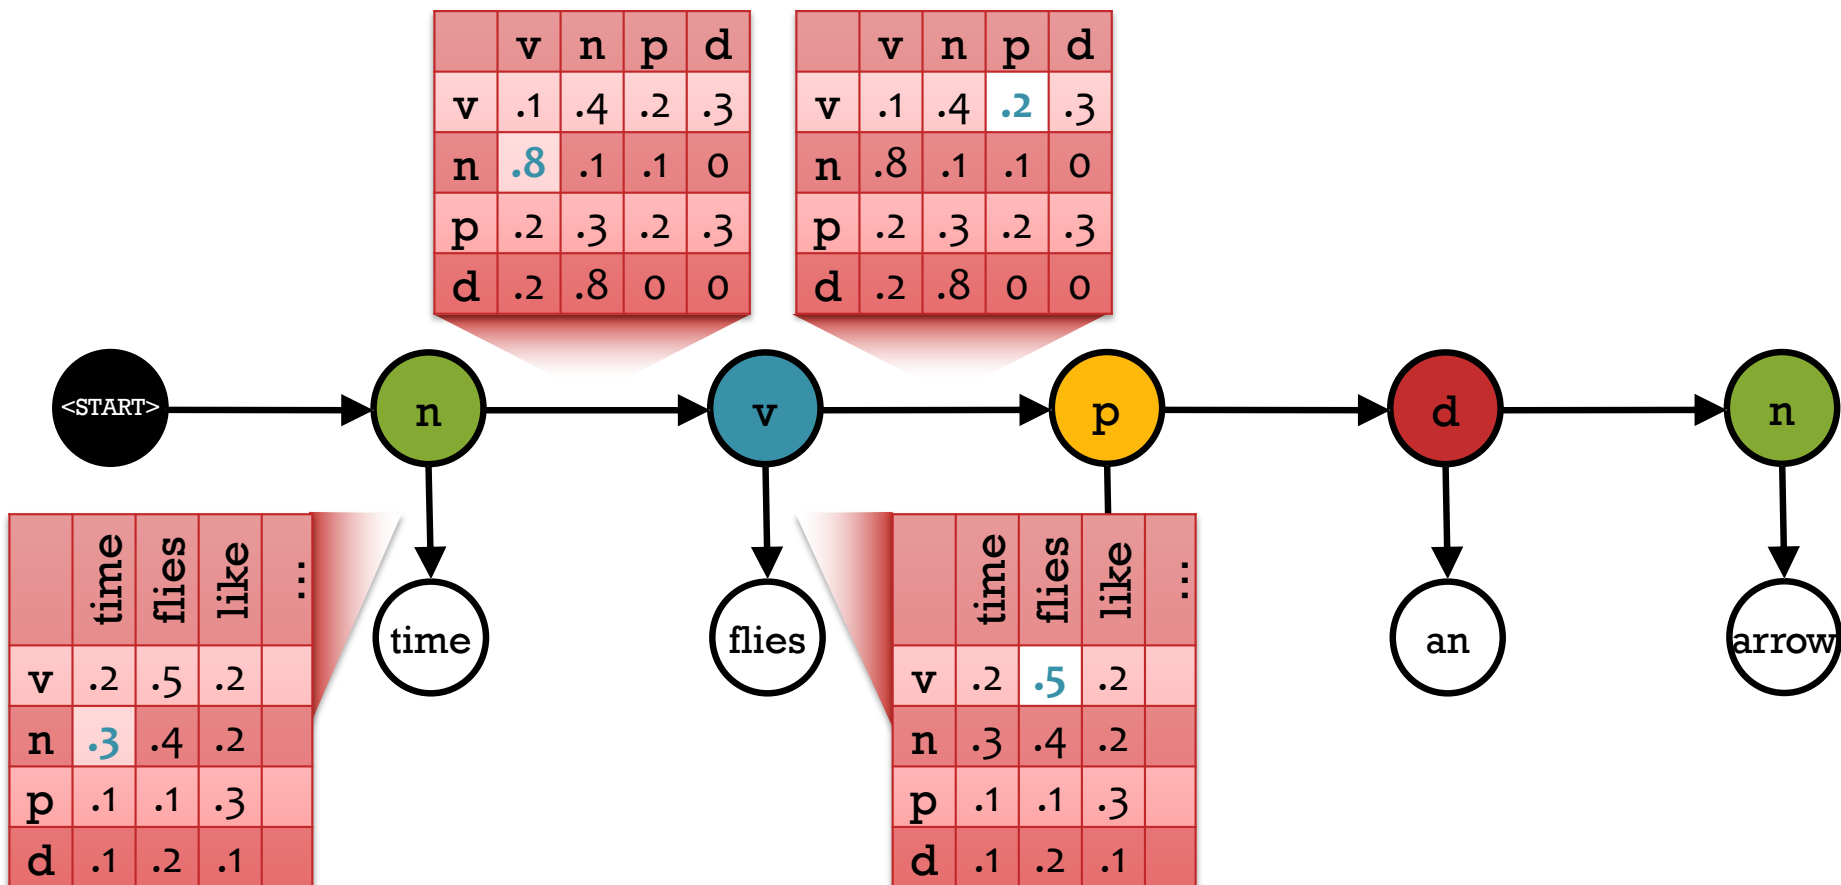 v n p d
v .1 .4 .2 .3
n .8 .1 .1 0
p .2 .3 .2 .3
d .2 .8 0 0
v n p d
v .1 .4 .2 .3
n .8 .1 .1 0
p .2 .3 .2 .3
d .2 .8 0 0
<START> n v p d n
time flies like ...
v .2 .5 .2
n .3 .4 .2
p .1 .1 .3
d .1 .2 .1
time flies
time flies like ...
v .2 .5 .2
n .3 .4 .2
p .1 .1 .3
d .1 .2 .1
an arrow